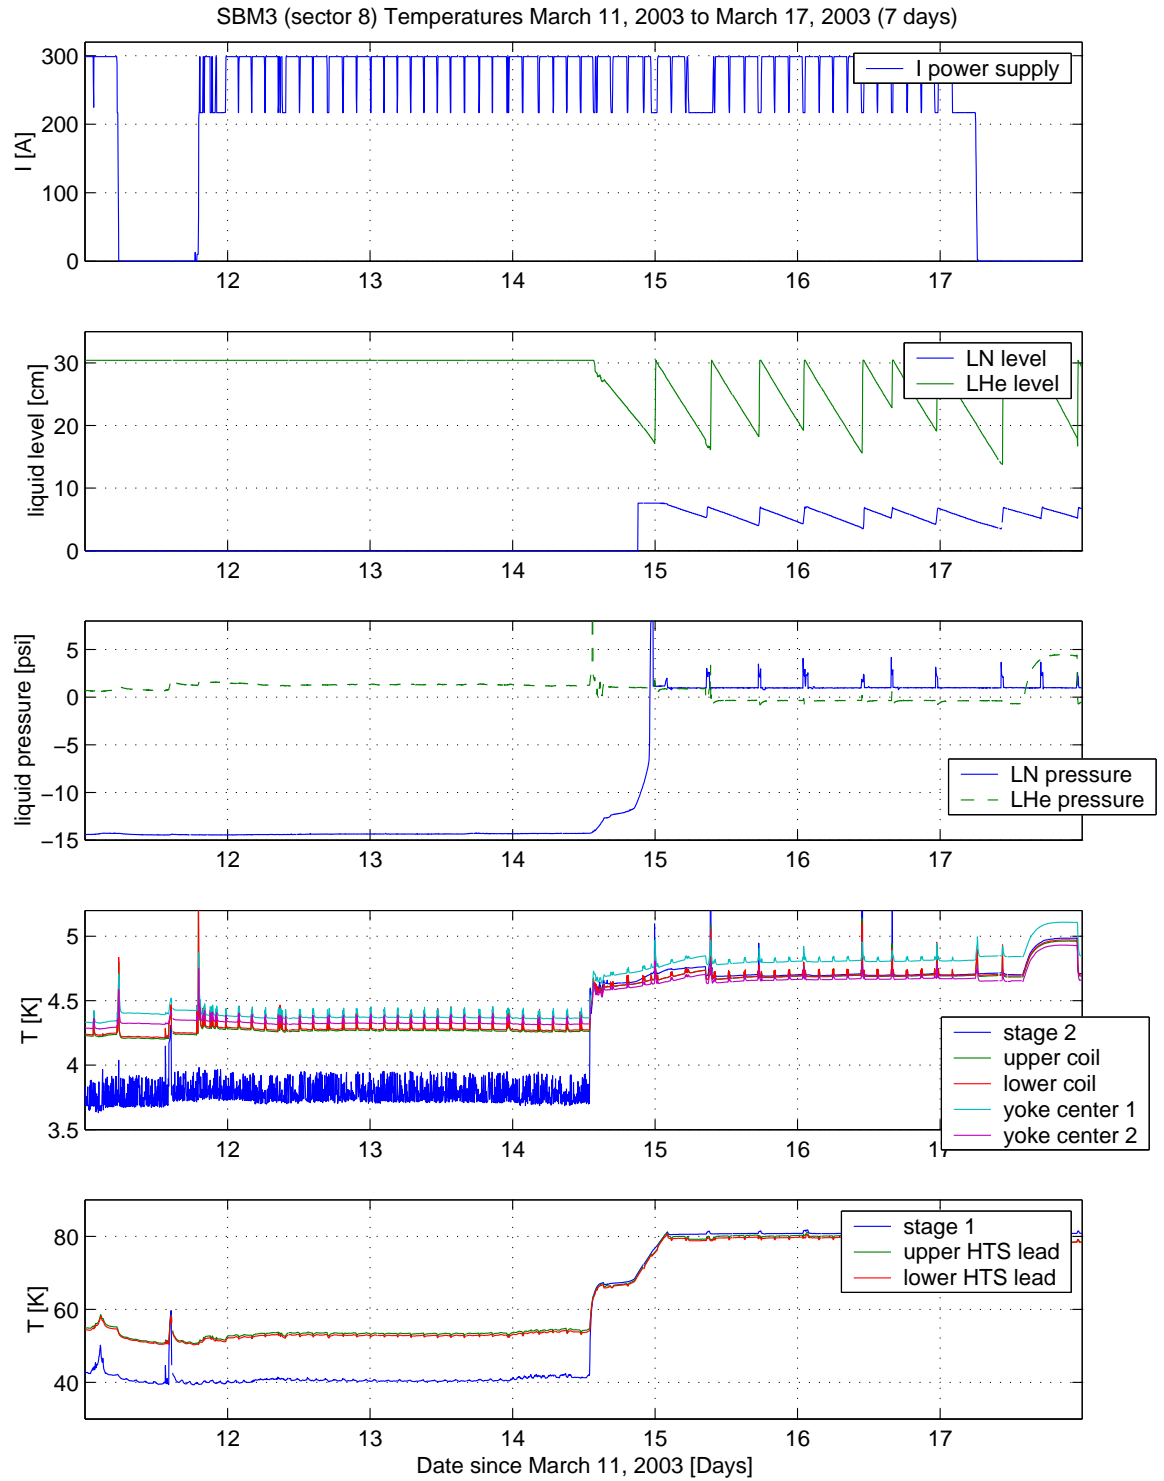 SBM3 (sector 8) Temperatures March 11, 2003 to March 17, 2003 (7 days)
300
200
100
0
I [A]
I power supply
12 13 14 15 16 17
30
20
10
0
liquid level [cm]
LN level
LHe level
12 13 14 15 16 17
5
0
−5
−10
−15
liquid pressure [psi]
LN pressure
LHe pressure
12 13 14 15 16 17
5
4.5
4
3.5
T [K]
stage 2
upper coil
lower coil
yoke center 1
yoke center 2
12 13 14 15 16 17
80
60
40
T [K]
stage 1
upper HTS lead
lower HTS lead
12 13 14 15 16 17
Date since March 11, 2003 [Days]